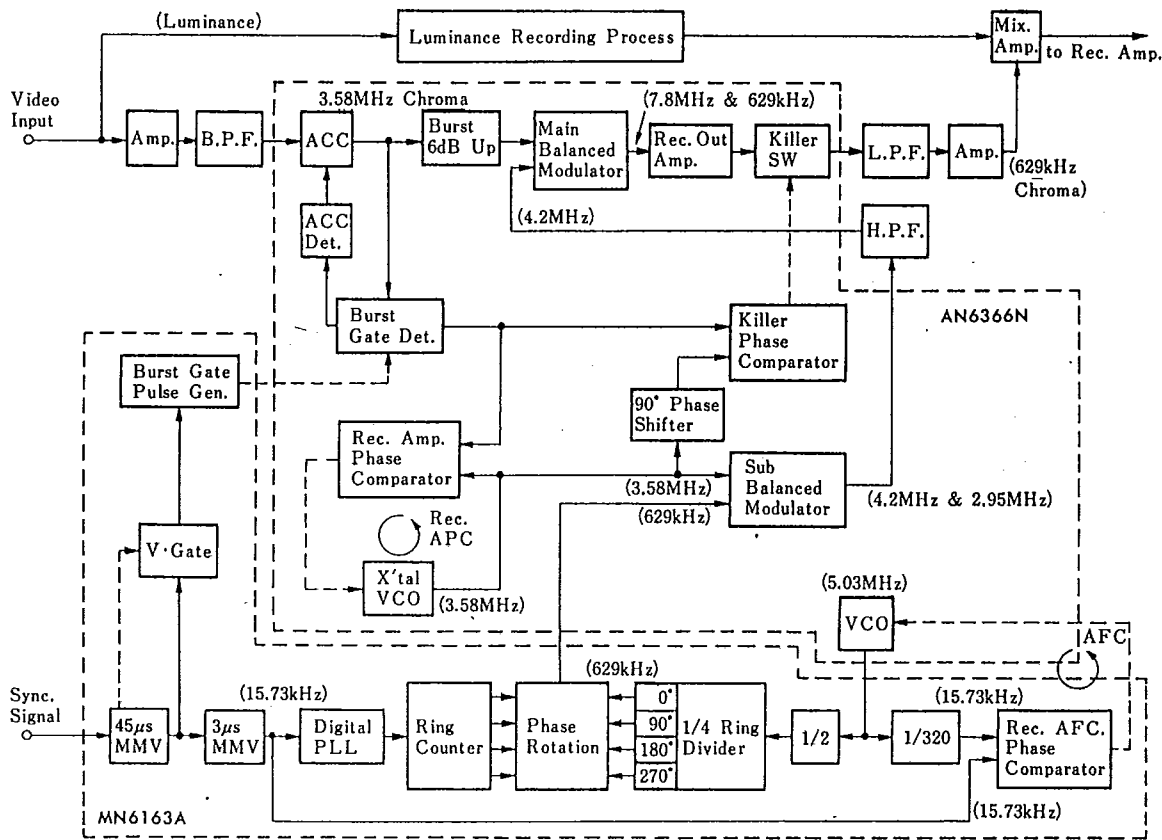 (Luminance)
Luminance Recording Process
Mix.
Amp.
to Rec. Amp.
Video
Input
Amp.
B.P.F.
3.58MHz Chroma
ACC
Burst
6dB Up
Main
Balanced
Modulator
(7.8MHz & 629kHz)
Rec. Out
Amp.
Killer
SW
L.P.F.
Amp.
(629kHz
Chroma)
ACC
Det.
(4.2MHz)
H.P.F.
AN6366N
Burst
Gate Det.
Killer
Phase
Comparator
Burst Gate
Pulse Gen.
90° Phase
Shifter
Rec. Amp.
Phase
Comparator
Sub
Balanced
Modulator
(3.58MHz)
(629kHz)
(4.2MHz & 2.95MHz)
Rec.
APC
V·Gate
X'tal
VCO
(3.58MHz)
(5.03MHz)
VCO
AFC
Sync.
Signal
45μs
MMV
3μs
MMV
(15.73kHz)
Digital
PLL
Ring
Counter
Phase
Rotation
(629kHz)
0°
90°
180°
270°
1/4 Ring
Divider
1/2
1/320
(15.73kHz)
Rec. AFC.
Phase
Comparator
(15.73kHz)
MN6163A